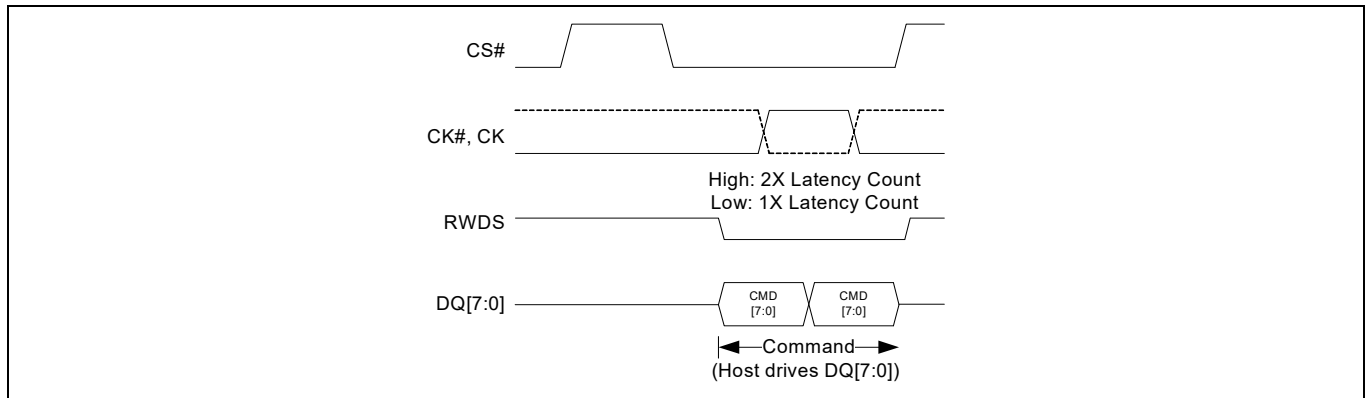 CS#
CK#, CK
High: 2X Latency Count
Low: 1X Latency Count
RWDS
DQ[7:0]
CMD
[7:0]
CMD
[7:0]
Command
(Host drives DQ[7:0])